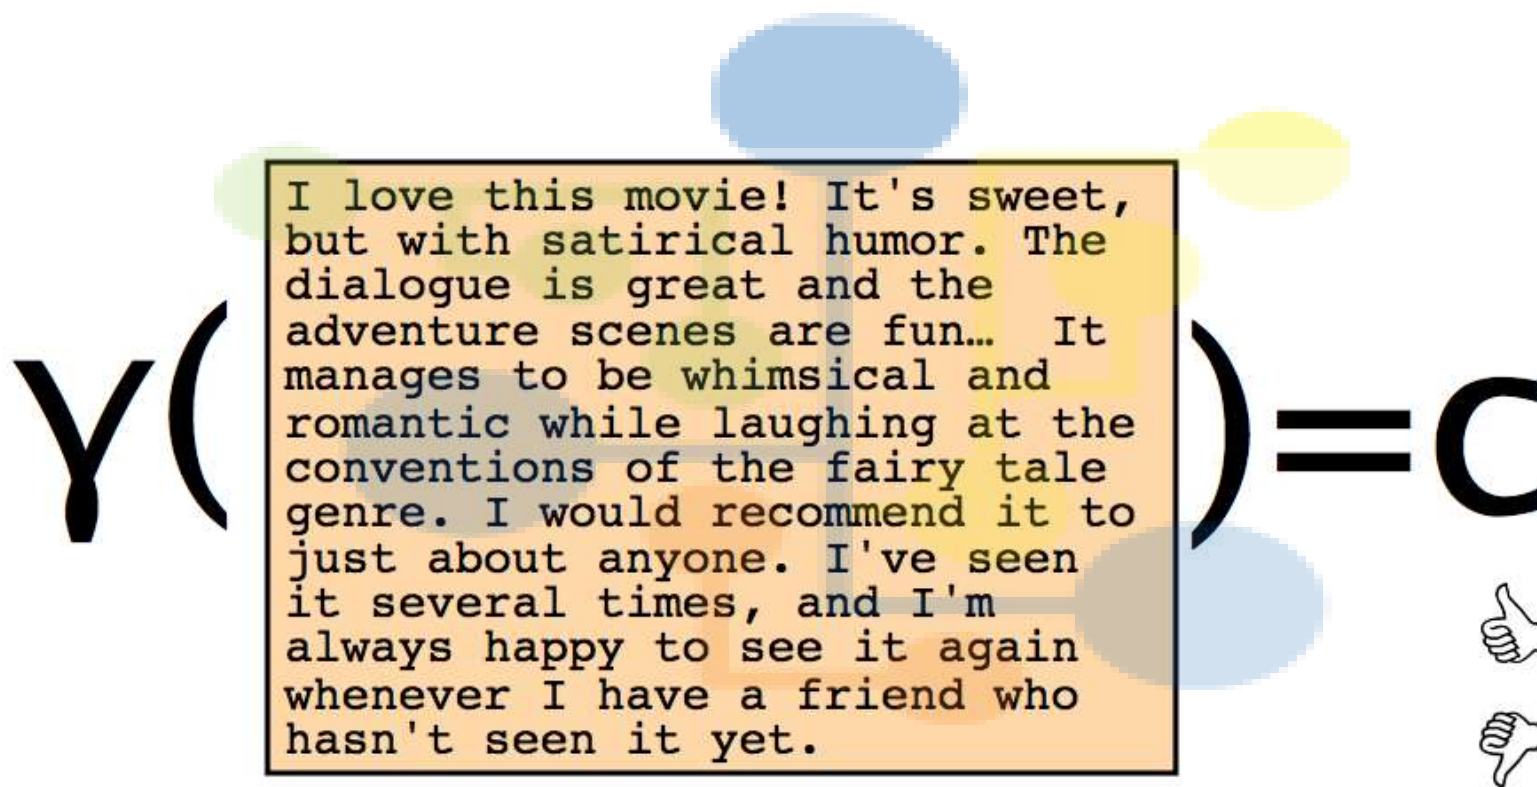 γ(
I love this movie! It's sweet,
but with satirical humor. The
dialogue is great and the
adventure scenes are fun… It
manages to be whimsical and
romantic while laughing at the
conventions of the fairy tale
genre. I would recommend it to
just about anyone. I've seen
it several times, and I'm
always happy to see it again
whenever I have a friend who
hasn't seen it yet.
)=c